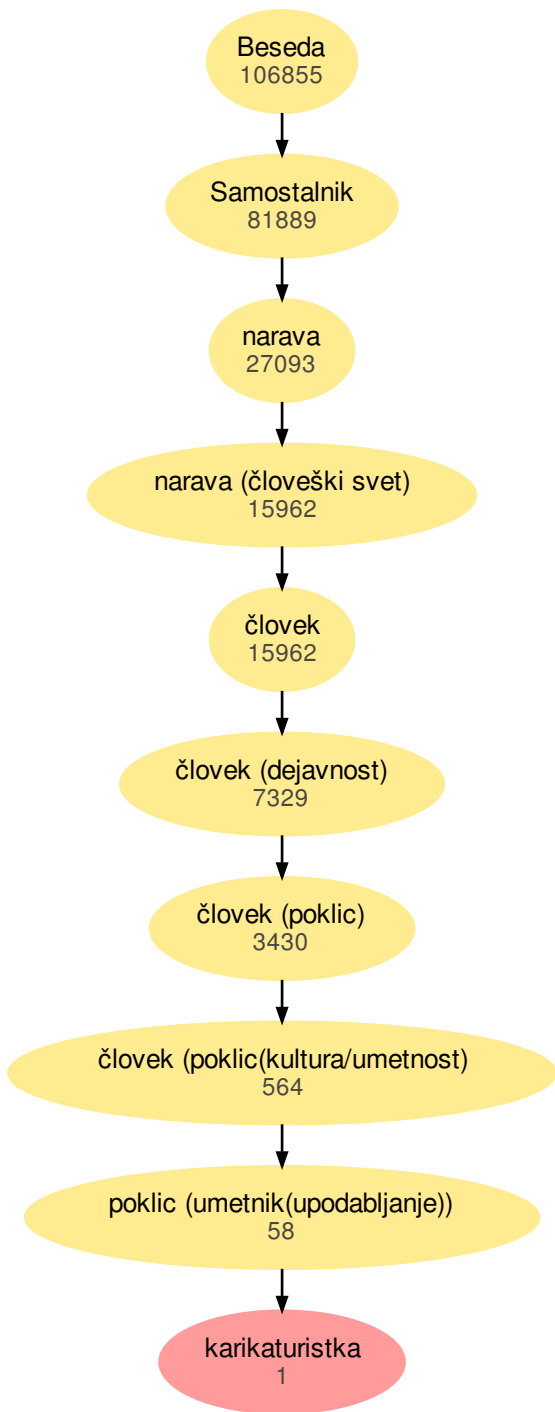 Beseda
106855
Samostalnik
81889
narava
27093
narava (človeški svet)
15962
človek
15962
človek (dejavnost)
7329
človek (poklic)
3430
človek (poklic(kultura/umetnost)
564
poklic (umetnik(upodabljanje))
58
karikaturistka
1